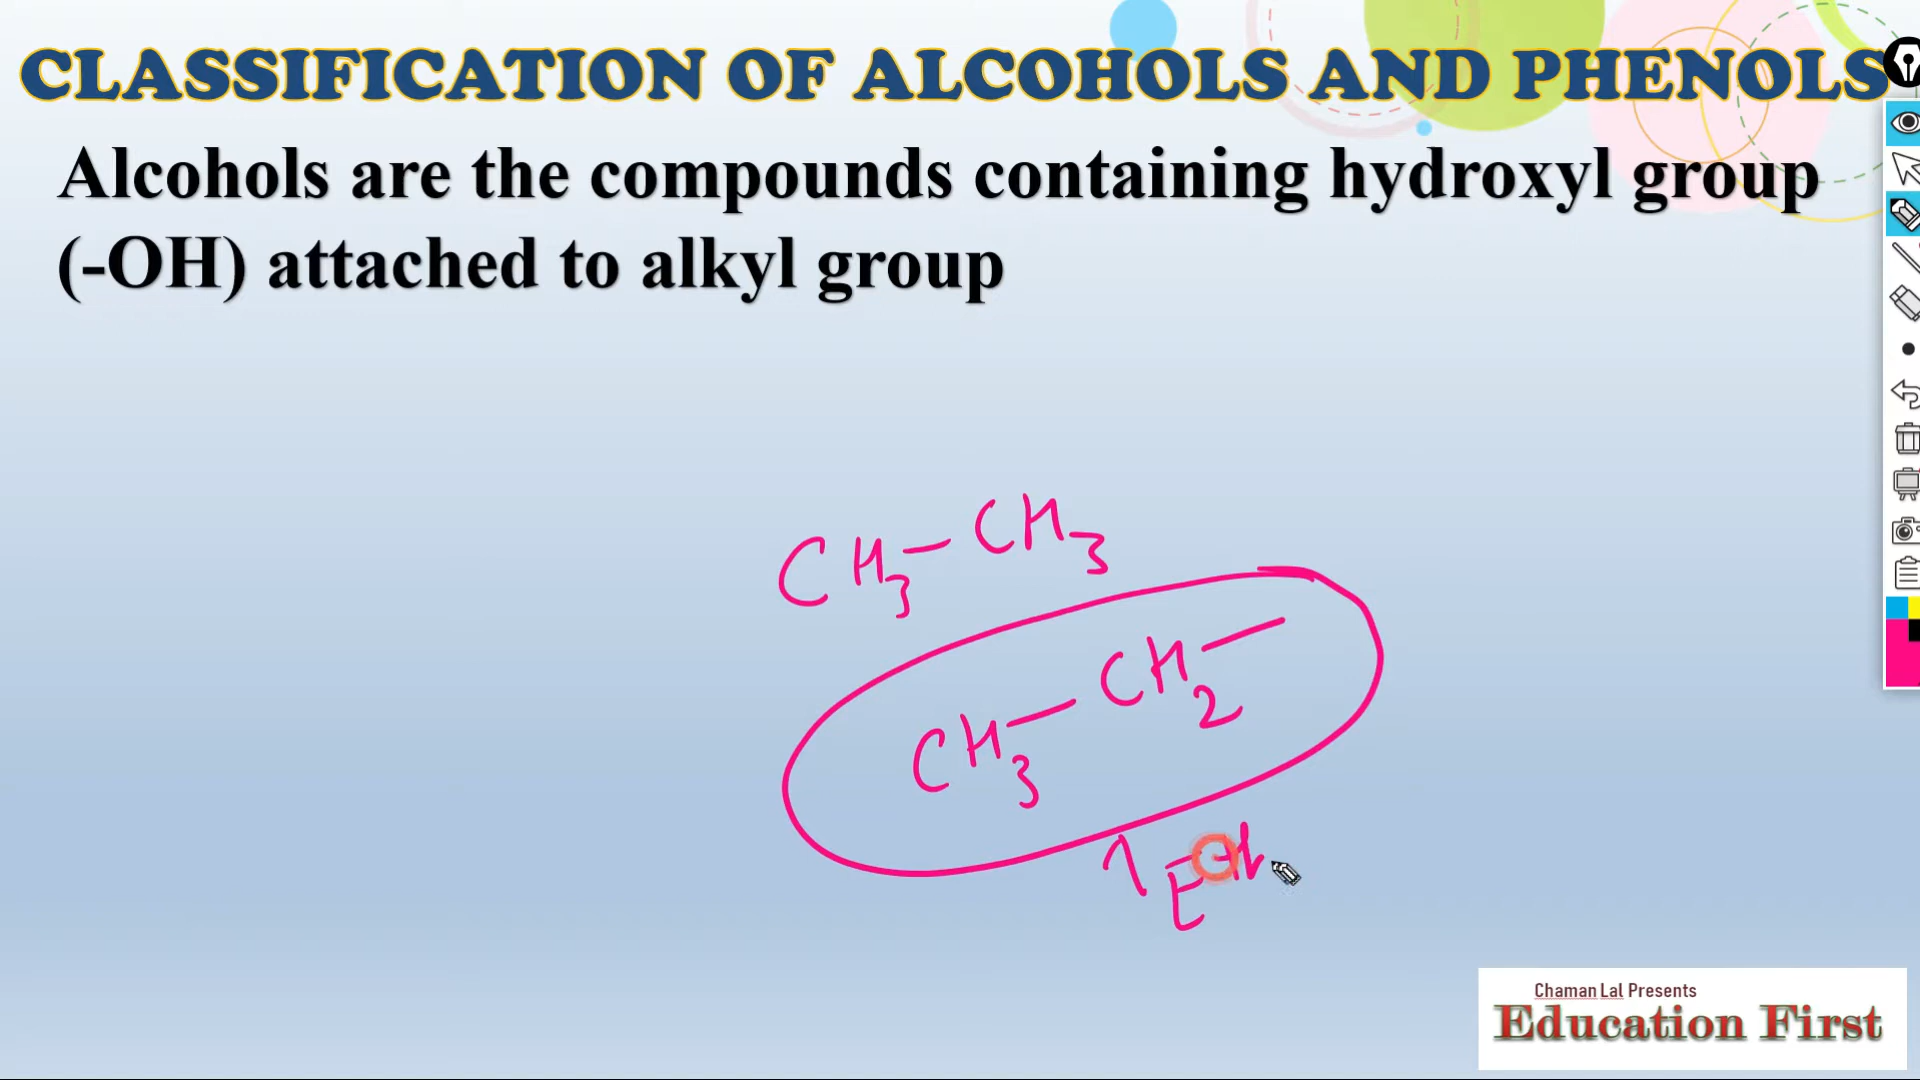 CLASSIFICATION OF ALCOHOLS AND PHENOLS
Alcohols are the compounds containing hydroxyl group
(-OH) attached to alkyl group
CH3—CH3
CH3—CH2—
Chaman Lal Presents
Education First